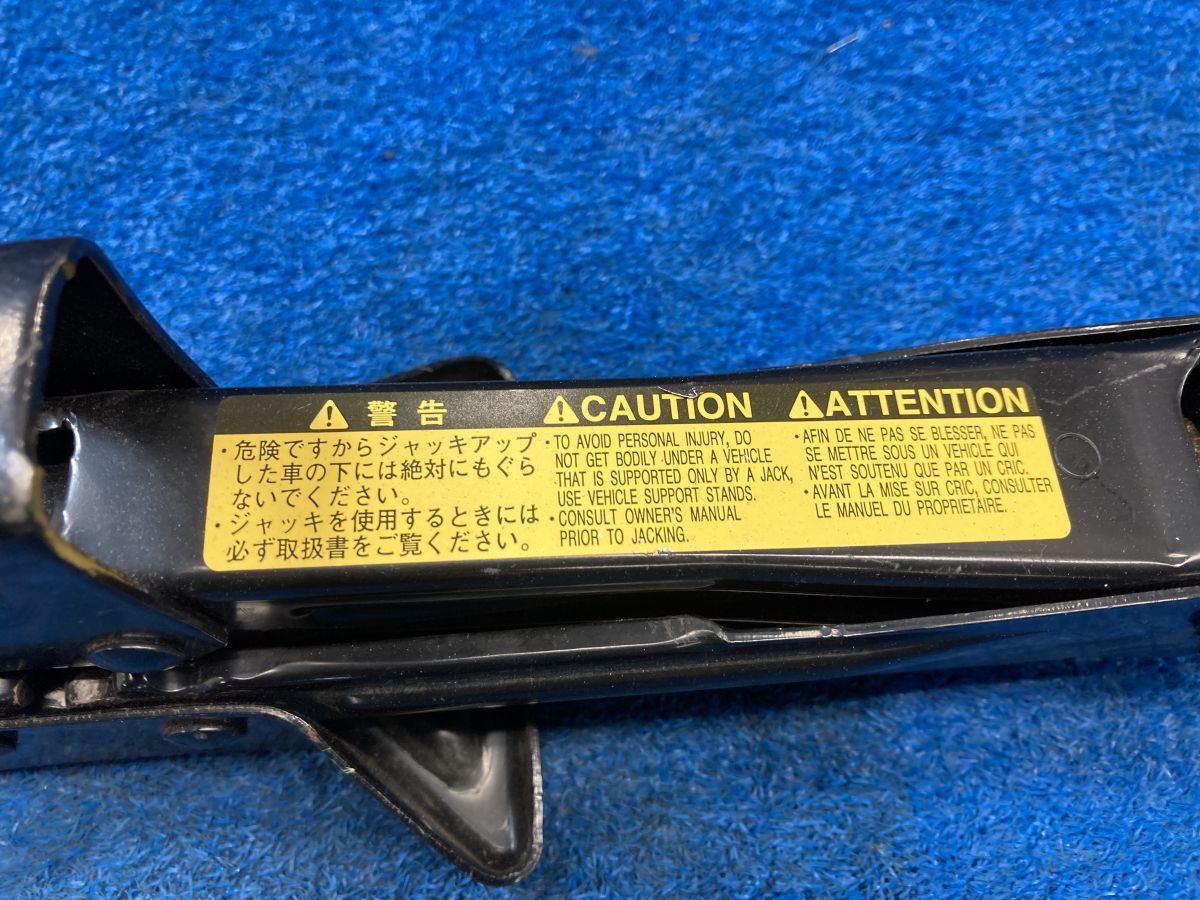 警告
・危険ですからジャッキアップ
した車の下には絶対にもぐら
ないでください。
・ジャッキを使用するときには
必ず取扱書をご覧ください。
CAUTION
・TO AVOID PERSONAL INJURY, DO
NOT GET BODILY UNDER A VEHICLE
THAT IS SUPPORTED ONLY BY A JACK,
USE VEHICLE SUPPORT STANDS.
・CONSULT OWNER'S MANUAL
PRIOR TO JACKING.
ATTENTION
・AFIN DE NE PAS SE BLESSER, NE PAS
SE METTRE SOUS UN VEHICLE QUI
N'EST SOUTENU QUE PAR UN CRIC.
・AVANT LA MISE SUR CRIC, CONSULTER
LE MANUEL DU PROPRIETAIRE.